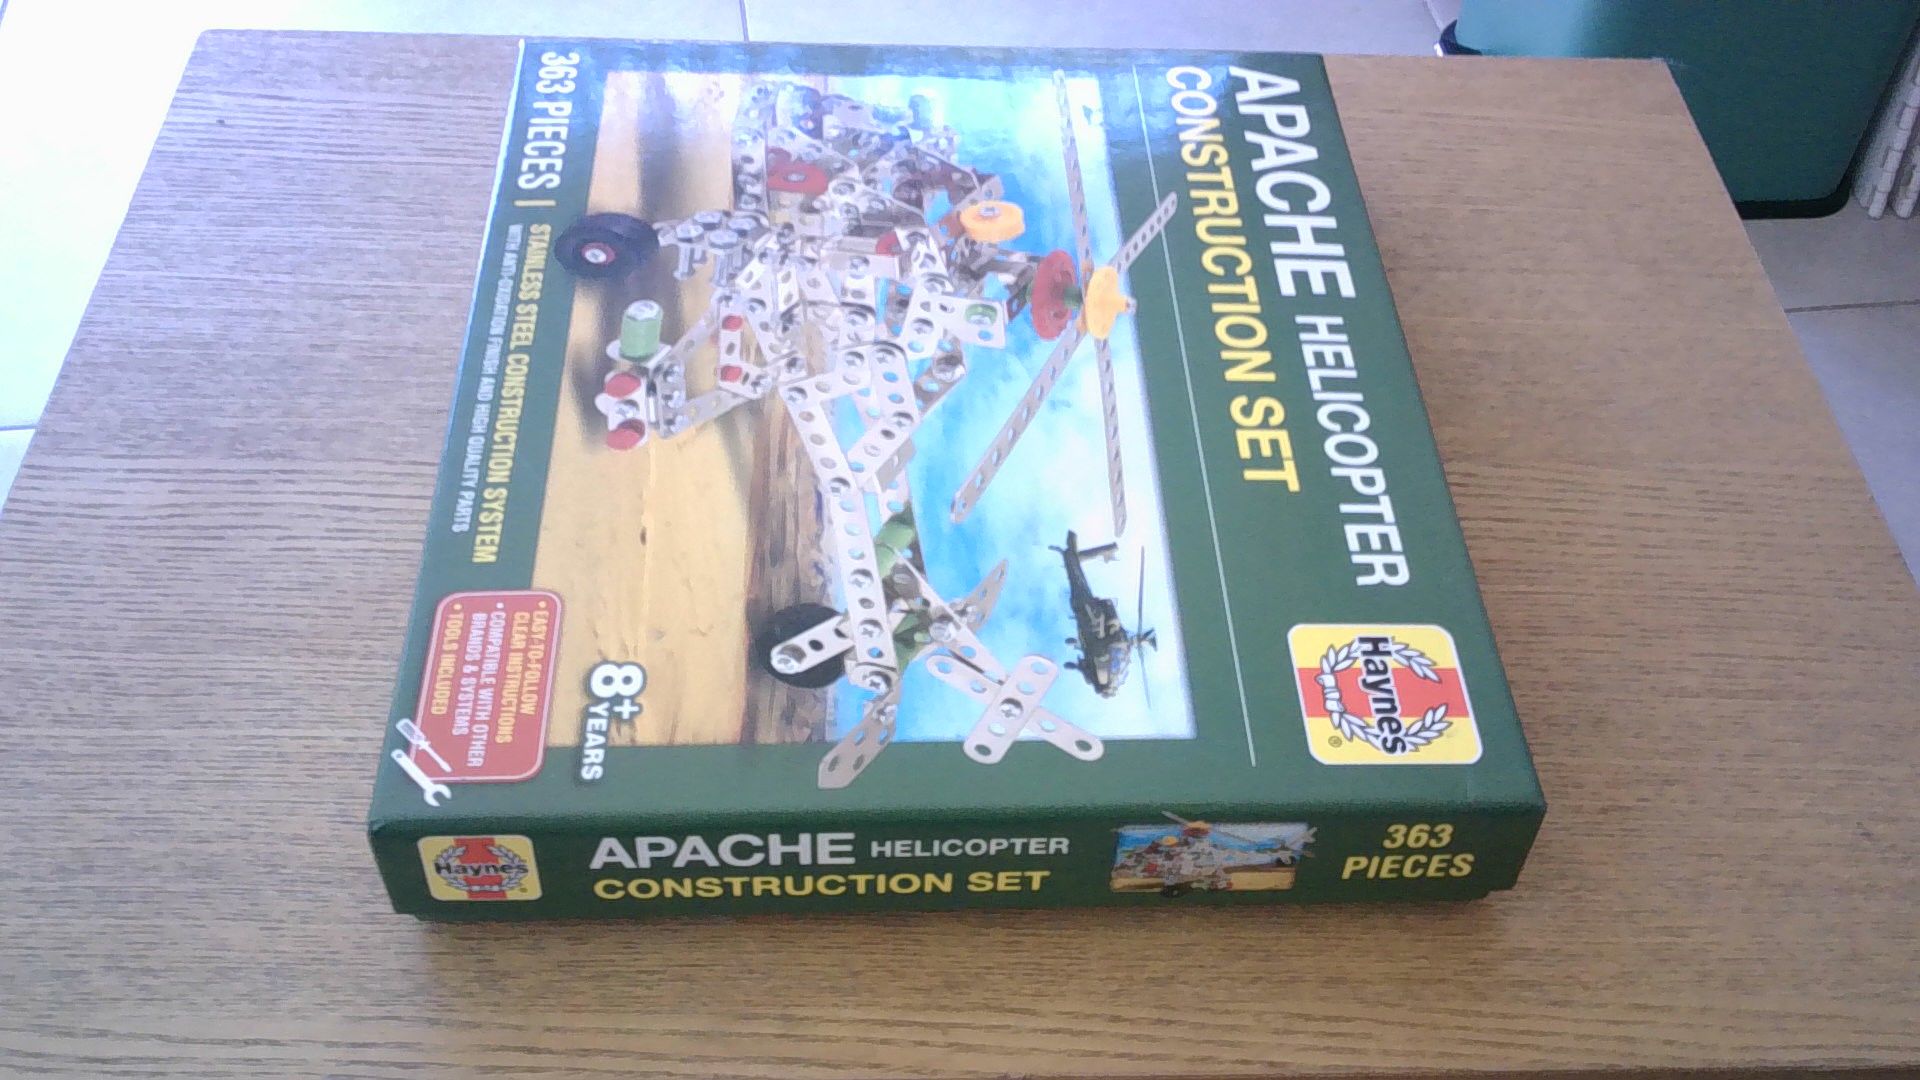 APACHE HELICOPTER
CONSTRUCTION SET
Haynes
®
363 PIECES | STAINLESS STEEL CONSTRUCTION SYSTEM
WITH ANTI-OXIDATION FINISH AND HIGH QUALITY PARTS
8+ YEARS
• EASY-TO-FOLLOW
CLEAR INSTRUCTIONS
• COMPATIBLE WITH OTHER
BRANDS & SYSTEMS
• TOOLS INCLUDED
Haynes
®
APACHE HELICOPTER
CONSTRUCTION SET
363
PIECES